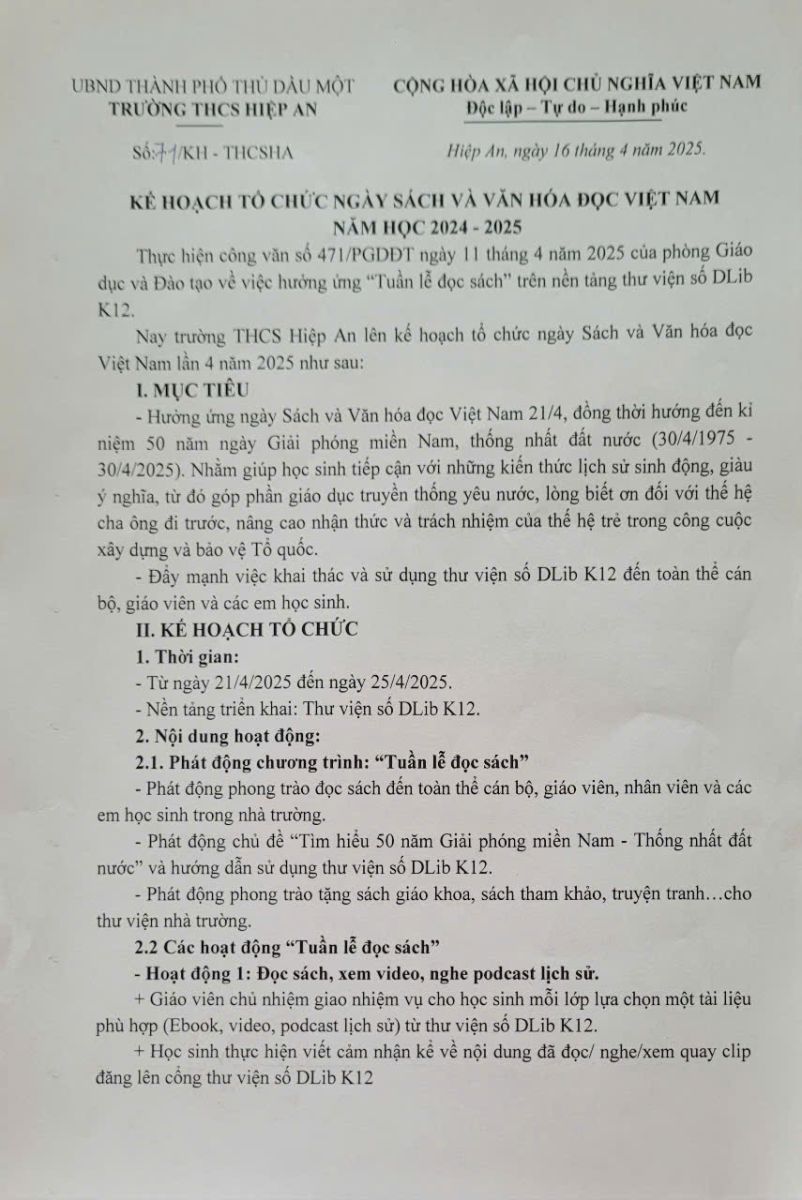 UBND THÀNH PHỐ THỦ DẦU MỘT
TRƯỜNG THCS HIỆP AN
CỘNG HÒA XÃ HỘI CHỦ NGHĨA VIỆT NAM
Độc lập – Tự do – Hạnh phúc
Số:71/KH - THCSHA
Hiệp An, ngày 16 tháng 4 năm 2025.
KẾ HOẠCH TỔ CHỨC NGÀY SÁCH VÀ VĂN HÓA ĐỌC VIỆT NAM
NĂM HỌC 2024 - 2025
Thực hiện công văn số 471/PGDĐT ngày 11 tháng 4 năm 2025 của phòng Giáo
dục và Đào tạo về việc hưởng ứng “Tuần lễ đọc sách” trên nền tảng thư viện số DLib
K12.
Nay trường THCS Hiệp An lên kế hoạch tổ chức ngày Sách và Văn hóa đọc
Việt Nam lần 4 năm 2025 như sau:
I. MỤC TIÊU
- Hưởng ứng ngày Sách và Văn hóa đọc Việt Nam 21/4, đồng thời hướng đến kỉ
niệm 50 năm ngày Giải phóng miền Nam, thống nhất đất nước (30/4/1975 -
30/4/2025). Nhằm giúp học sinh tiếp cận với những kiến thức lịch sử sinh động, giàu
ý nghĩa, từ đó góp phần giáo dục truyền thống yêu nước, lòng biết ơn đối với thế hệ
cha ông đi trước, nâng cao nhận thức và trách nhiệm của thế hệ trẻ trong công cuộc
xây dựng và bảo vệ Tổ quốc.
- Đẩy mạnh việc khai thác và sử dụng thư viện số DLib K12 đến toàn thể cán
bộ, giáo viên và các em học sinh.
II. KẾ HOẠCH TỔ CHỨC
1. Thời gian:
- Từ ngày 21/4/2025 đến ngày 25/4/2025.
- Nền tảng triển khai: Thư viện số DLib K12.
2. Nội dung hoạt động:
2.1. Phát động chương trình: “Tuần lễ đọc sách”
- Phát động phong trào đọc sách đến toàn thể cán bộ, giáo viên, nhân viên và các
em học sinh trong nhà trường.
- Phát động chủ đề “Tìm hiểu 50 năm Giải phóng miền Nam - Thống nhất đất
nước” và hướng dẫn sử dụng thư viện số DLib K12.
- Phát động phong trào tặng sách giáo khoa, sách tham khảo, truyện tranh…cho
thư viện nhà trường.
2.2 Các hoạt động “Tuần lễ đọc sách”
- Hoạt động 1: Đọc sách, xem video, nghe podcast lịch sử.
+ Giáo viên chủ nhiệm giao nhiệm vụ cho học sinh mỗi lớp lựa chọn một tài liệu
phù hợp (Ebook, video, podcast lịch sử) từ thư viện số DLib K12.
+ Học sinh thực hiện viết cảm nhận kể về nội dung đã đọc/ nghe/xem quay clip
đăng lên cổng thư viện số DLib K12